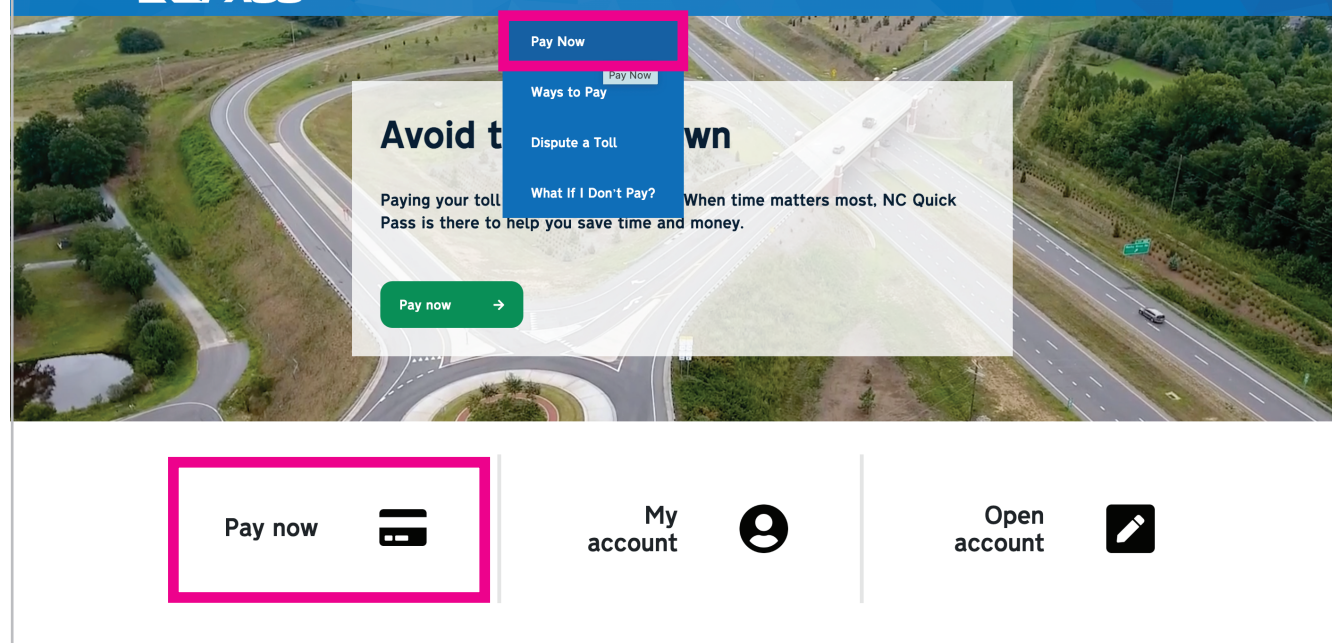 Pay Now
Pay Now
Ways to Pay
Dispute a Toll
What If I Don't Pay?
Avoid t wn
Paying your toll When time matters most, NC Quick
Pass is there to help you save time and money.
Pay now
Pay now
My
account
Open
account